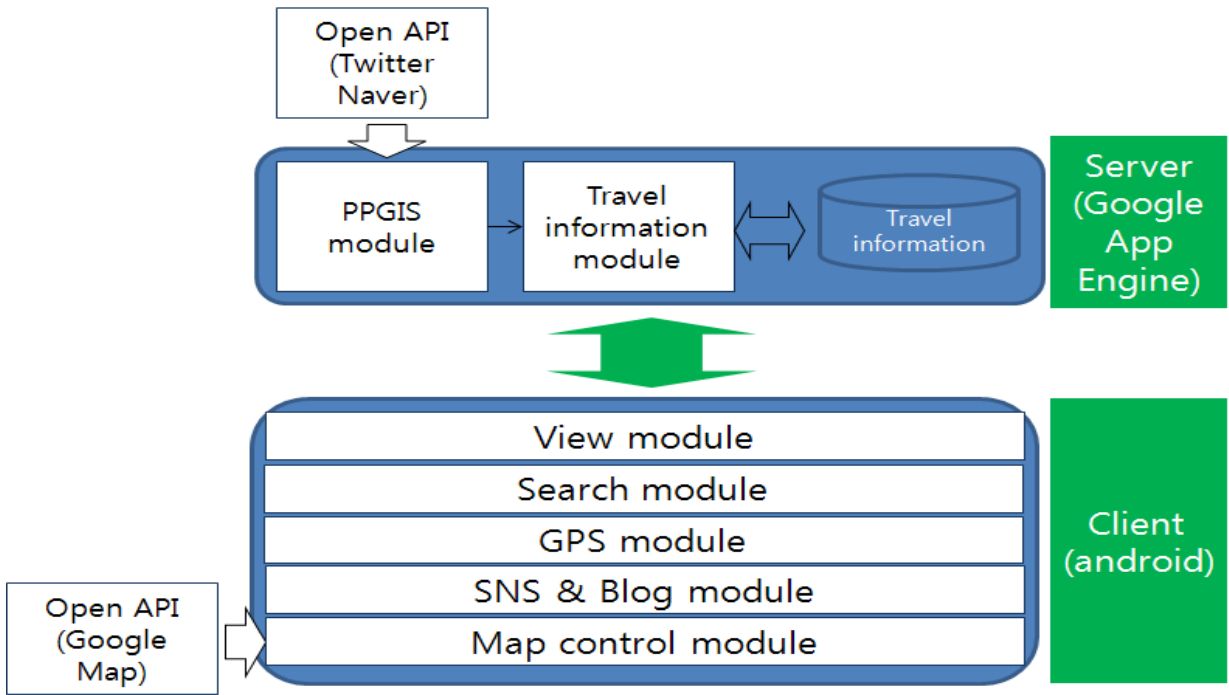 Open API
(Twitter
Naver)
PPGIS
module
Travel
information
module
Travel
information
Server
(Google
App
Engine)
View module
Search module
GPS module
SNS & Blog module
Map control module
Client
(android)
Open API
(Google
Map)